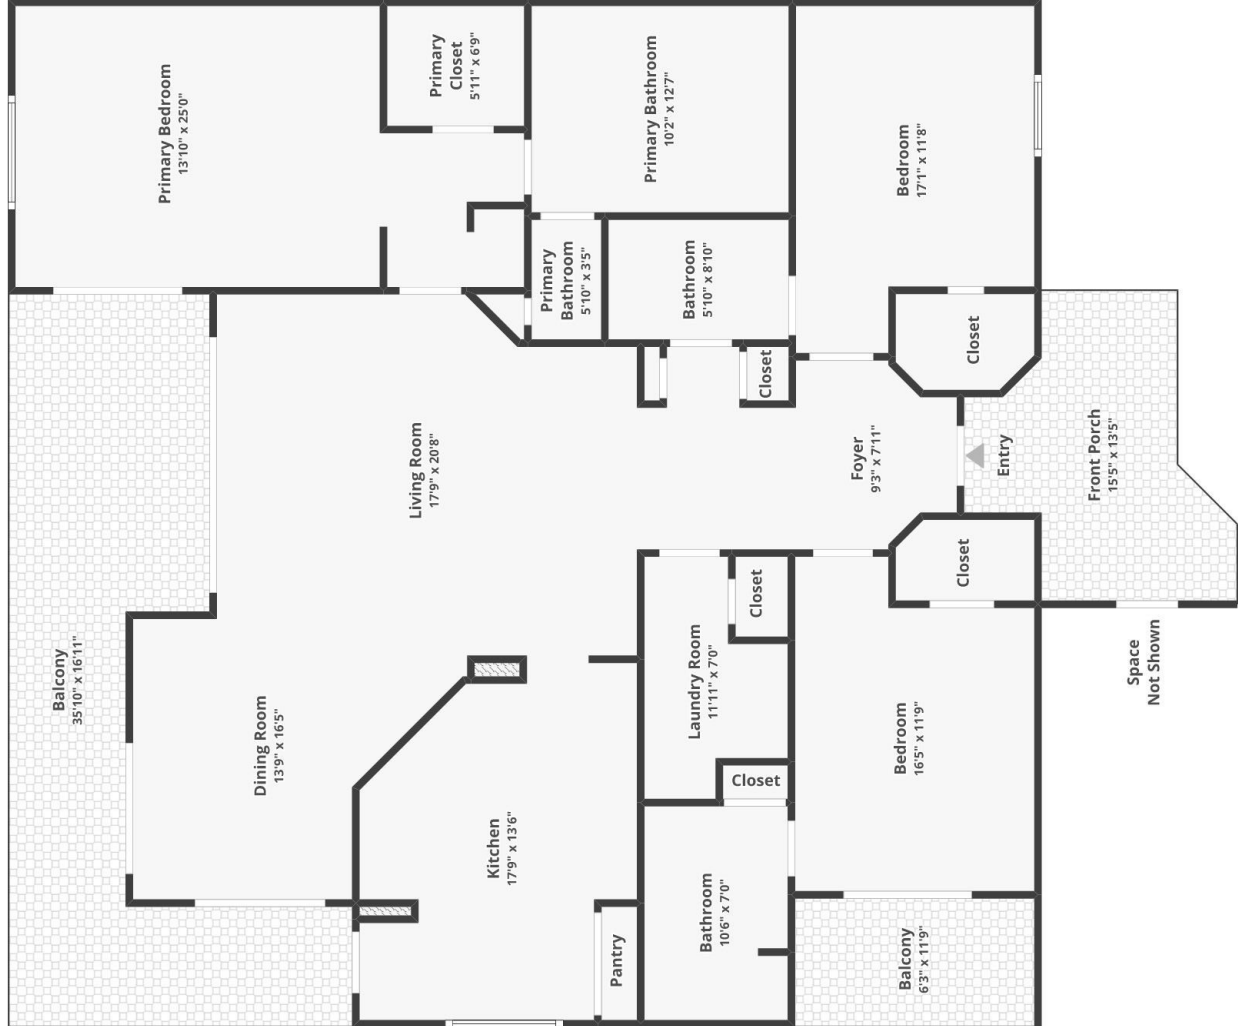 Primary Bedroom
13'10" x 25'0"
Primary
Closet
5'11" x 6'9"
Primary Bathroom
10'2" x 12'7"
Bedroom
17'1" x 11'8"
Primary
Bathroom
5'10" x 3'5"
Bathroom
5'10" x 8'10"
Closet
Closet
Living Room
17'9" x 20'8"
Foyer
9'3" x 7'11"
Entry
Front Porch
15'5" x 13'5"
Closet
Closet
Balcony
35'10" x 16'11"
Dining Room
13'9" x 16'5"
Laundry Room
11'11" x 7'0"
Space
Not Shown
Bedroom
16'5" x 11'9"
Closet
Kitchen
17'9" x 13'6"
Bathroom
10'6" x 7'0"
Pantry
Balcony
6'3" x 11'9"